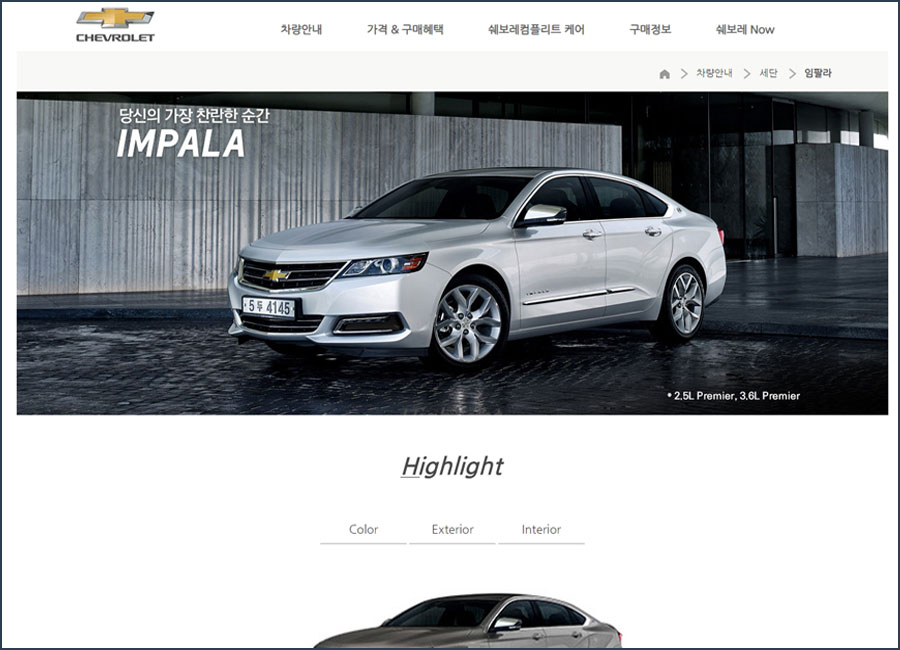 CHEVROLET
차량안내 가격 & 구매혜택 쉐보레컴플리트 케어 구매정보 쉐보레 Now
차량안내 세단 임팔라
당신의 가장 찬란한 순간
IMPALA
5두 4145
* 2.5L Premier, 3.6L Premier
Highlight
Color Exterior Interior